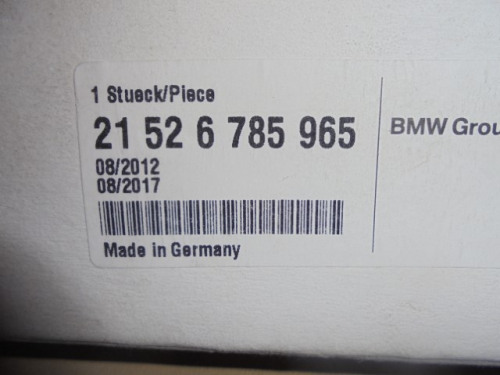 1 Stueck/Piece
21 52 6 785 965
BMW Grou
08/2012
08/2017
Made in Germany